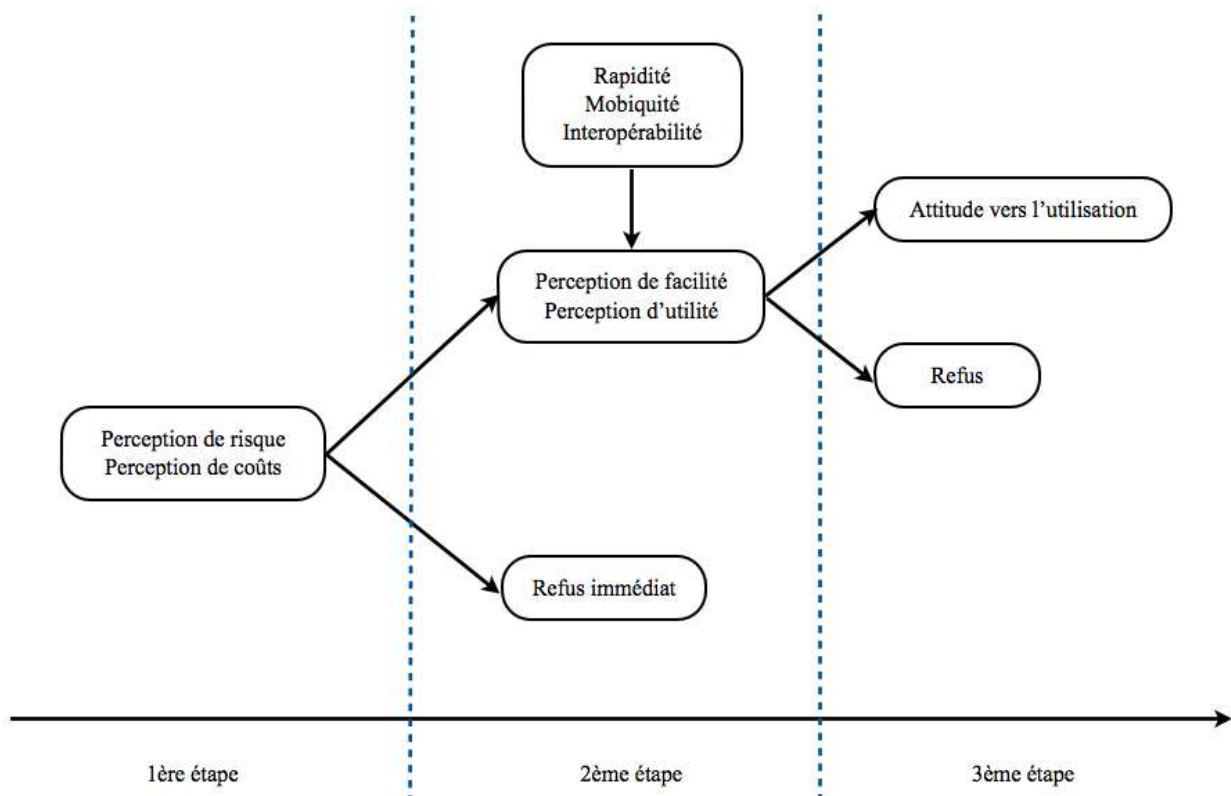 Rapidité
Mobiquité
Interopérabilité
Attitude vers l’utilisation
Perception de facilité
Perception d’utilité
Refus
Perception de risque
Perception de coûts
Refus immédiat
1ère étape
2ème étape
3ème étape